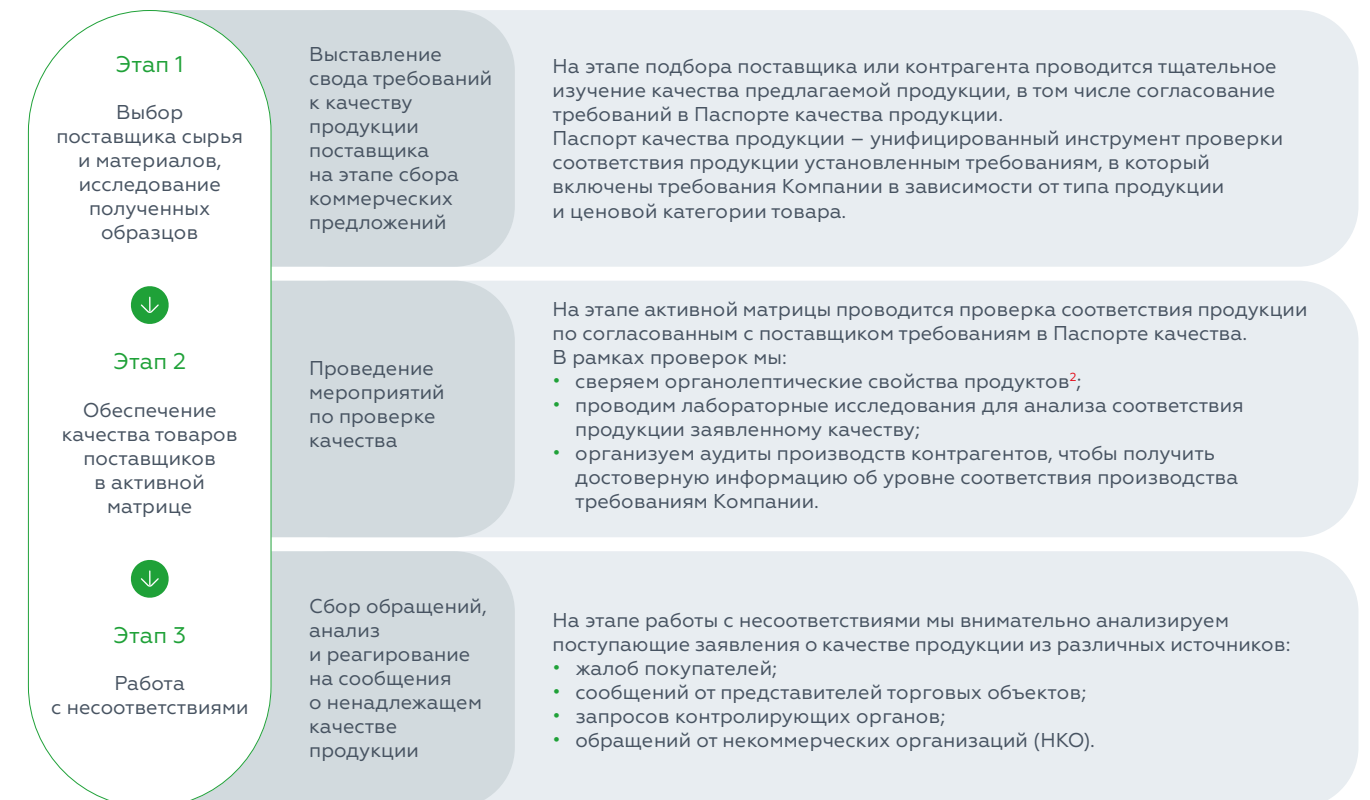 Этап 1
Выбор
поставщика сырья
и материалов,
исследование
полученных
образцов
Выставление
свода требований
к качеству
продукции
поставщика
на этапе сбора
коммерческих
предложений
На этапе подбора поставщика или контрагента проводится тщательное
изучение качества предлагаемой продукции, в том числе согласование
требований в Паспорте качества продукции.
Паспорт качества продукции – унифицированный инструмент проверки
соответствия продукции установленным требованиям, в который
включены требования Компании в зависимости от типа продукции
и ценовой категории товара.
Этап 2
Обеспечение
качества товаров
поставщиков
в активной
матрице
Проведение
мероприятий
по проверке
качества
На этапе активной матрицы проводится проверка соответствия продукции
по согласованным с поставщиком требованиям в Паспорте качества.
В рамках проверок мы:
• сверяем органолептические свойства продуктов²;
• проводим лабораторные исследования для анализа соответствия
продукции заявленному качеству;
• организуем аудиты производств контрагентов, чтобы получить
достоверную информацию об уровне соответствия производства
требованиям Компании.
Этап 3
Работа
с несоответствиями
Сбор обращений,
анализ
и реагирование
на сообщения
о ненадлежащем
качестве
продукции
На этапе работы с несоответствиями мы внимательно анализируем
поступающие заявления о качестве продукции из различных источников:
• жалоб покупателей;
• сообщений от представителей торговых объектов;
• запросов контролирующих органов;
• обращений от некоммерческих организаций (НКО).